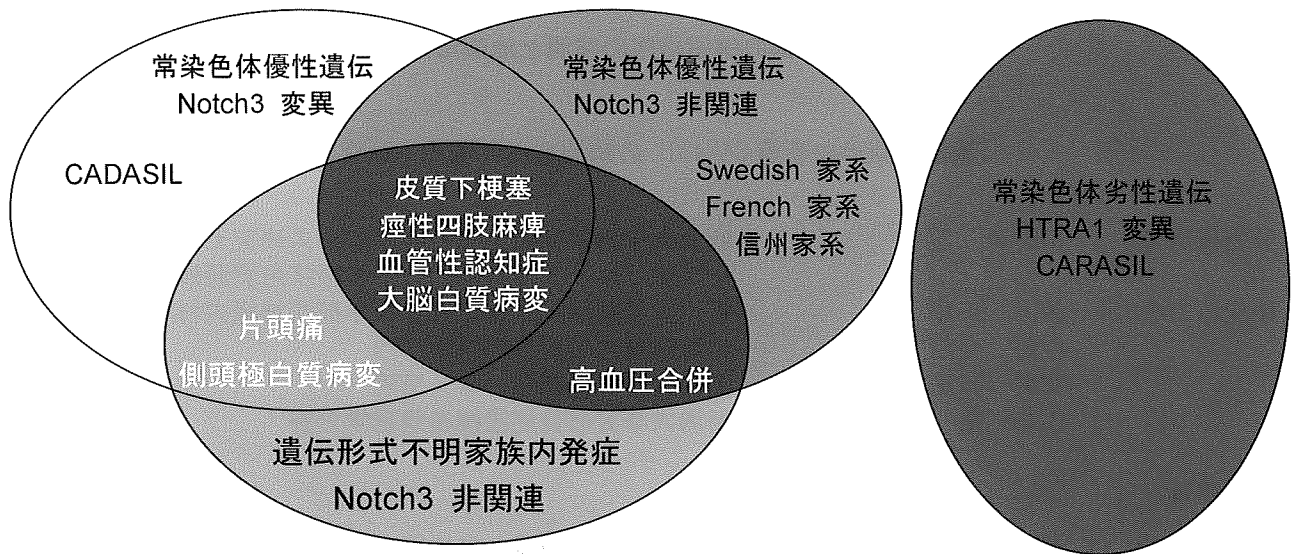 常染色体優性遺伝
Notch3 変異
CADASIL
常染色体優性遺伝
Notch3 非関連
Swedish 家系
French 家系
信州家系
皮質下梗塞
痙性四肢麻痺
血管性認知症
大脳白質病変
片頭痛
側頭極白質病変
高血圧合併
遺伝形式不明家族内発症
Notch3 非関連
常染色体劣性遺伝
HTRA1 変異
CARASIL